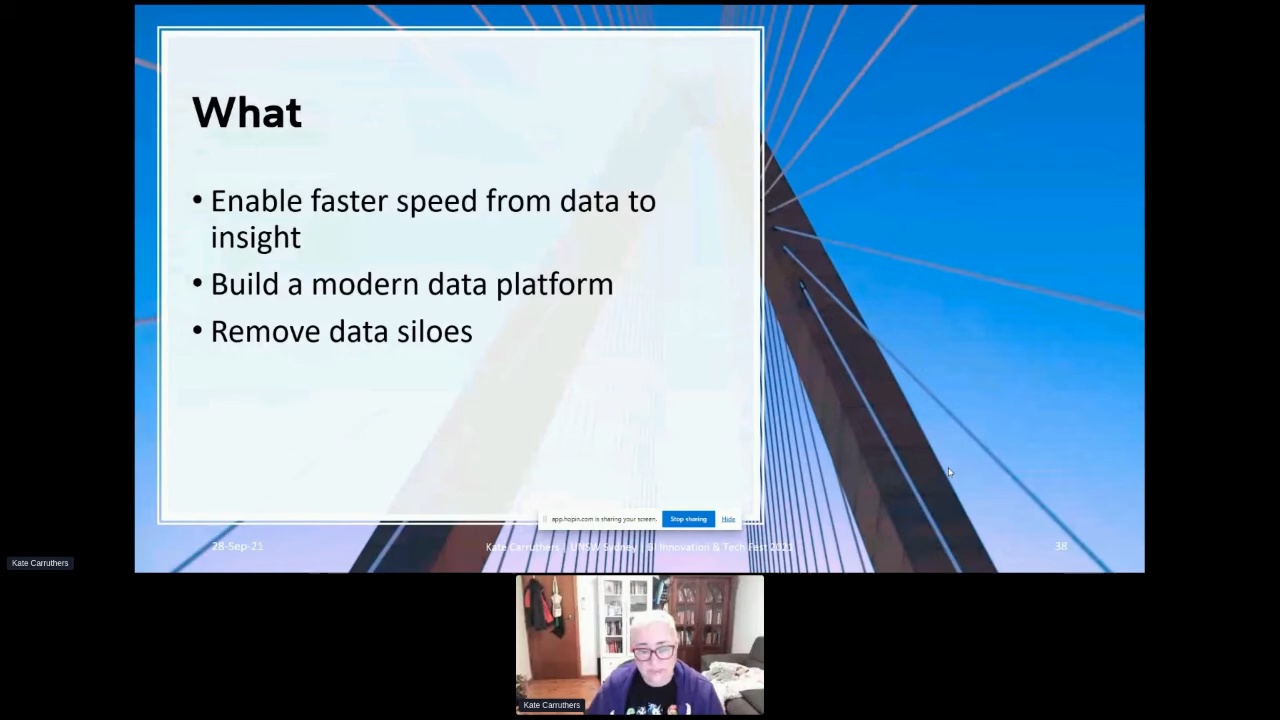 What
• Enable faster speed from data to
insight
• Build a modern data platform
• Remove data siloes
app.hopin.com is sharing your screen. Stop sharing Hide
28-Sep-21 Kate Carruthers | UNSW Sydney | SI Innovation & Tech Fest 2021 38
Kate Carruthers
Kate Carruthers